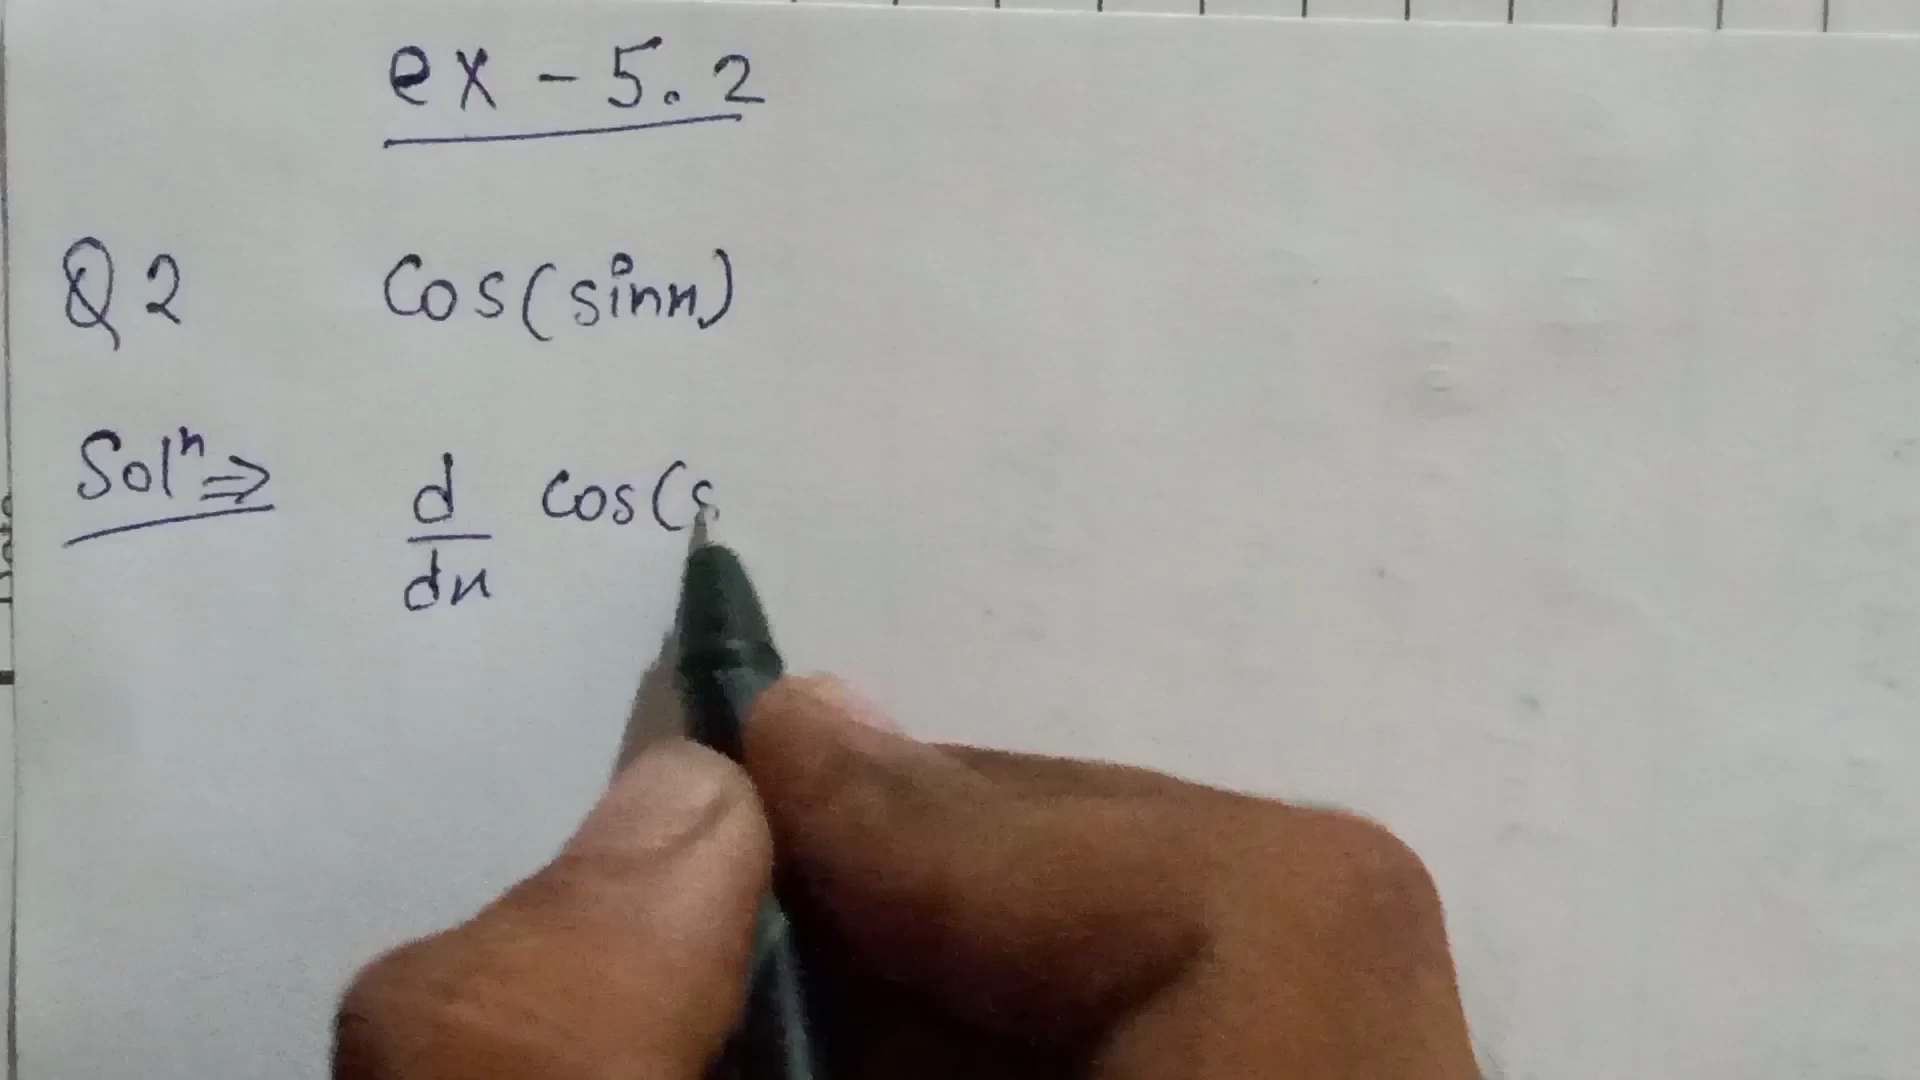 ex - 5.2
Q2 Cos(sinx)
Solⁿ ⇒ d/dx cos(s